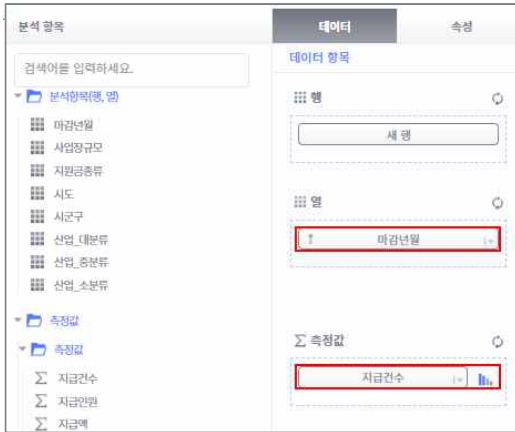 분석 항목
검색어를 입력하세요.
분석항목(행, 열)
마감년월
사업장규모
지원금종류
시도
시군구
산업_대분류
산업_중분류
산업_소분류
측정값
측정값
지급건수
지급인원
지급액
데이터
속성
데이터 항목
행
새 행
열
마감년월
측정값
지급건수